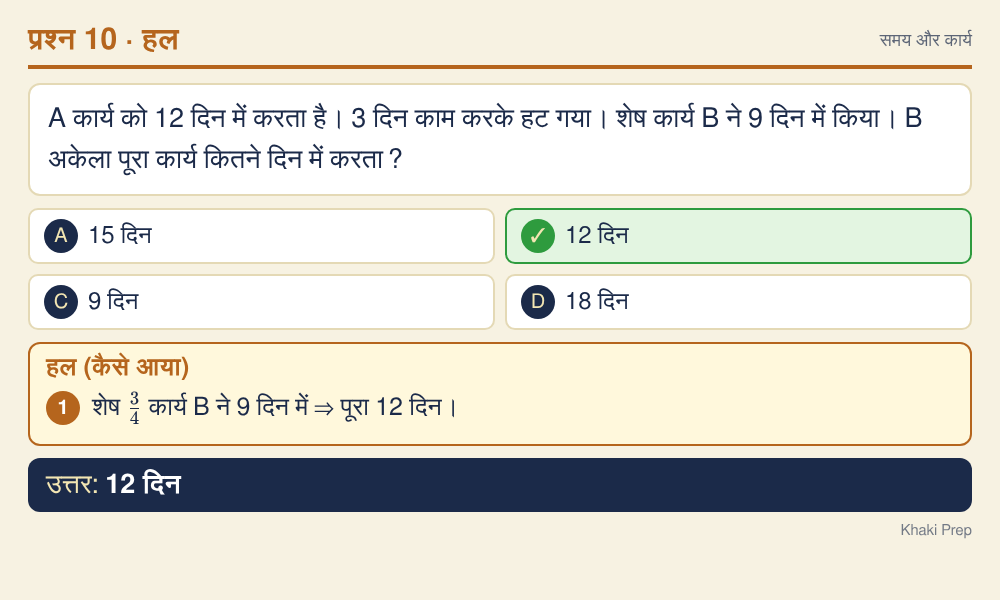 प्रश्न 10 · हल
समय और कार्य
A कार्य को 12 दिन में करता है। 3 दिन काम करके हट गया। शेष कार्य B ने 9 दिन में किया। B
अकेला पूरा कार्य कितने दिन में करता?
A 15 दिन
✓ 12 दिन
C 9 दिन
D 18 दिन
हल (कैसे आया)
1 शेष 3/4 कार्य B ने 9 दिन में ⇒ पूरा 12 दिन।
उत्तर: 12 दिन
Khaki Prep